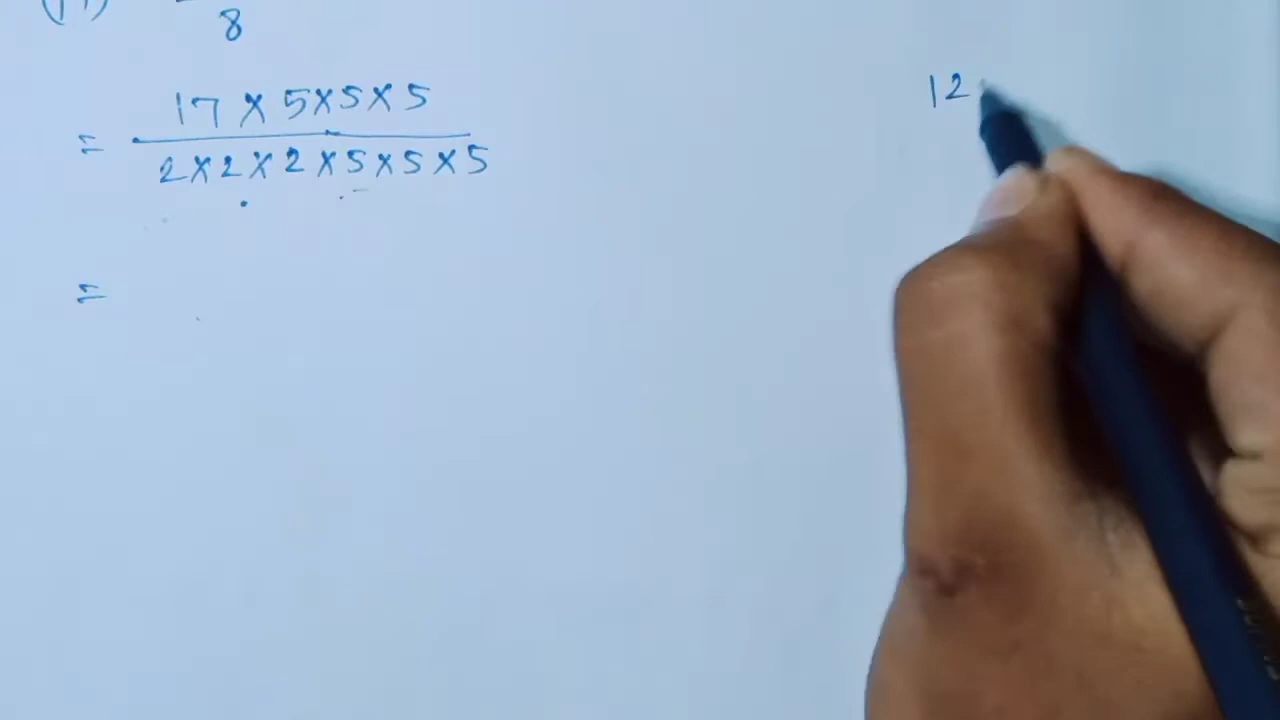 8
= 17 × 5 × 5 × 5
2 × 2 × 2 × 5 × 5 × 5
=
12